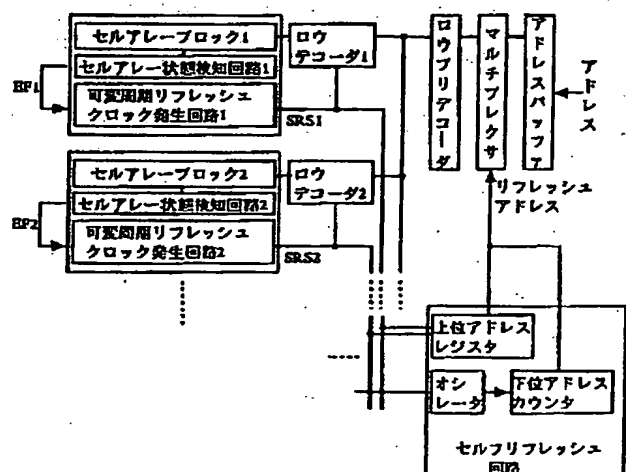 セルアレーブロック1
セルアレー状態検知回路1
可変周期リフレッシュ
クロック発生回路1
EF1
SRS1
ロウ
デコーダ1
ロウプリデコーダ
マルチプレクサ
アドレスバッファ
アドレス
セルアレーブロック2
セルアレー状態検知回路2
可変周期リフレッシュ
クロック発生回路2
EF2
SRS2
ロウ
デコーダ2
リフレッシュ
アドレス
上位アドレス
レジスタ
オシ
レータ
下位アドレス
カウンタ
セルフリフレッシュ
回路